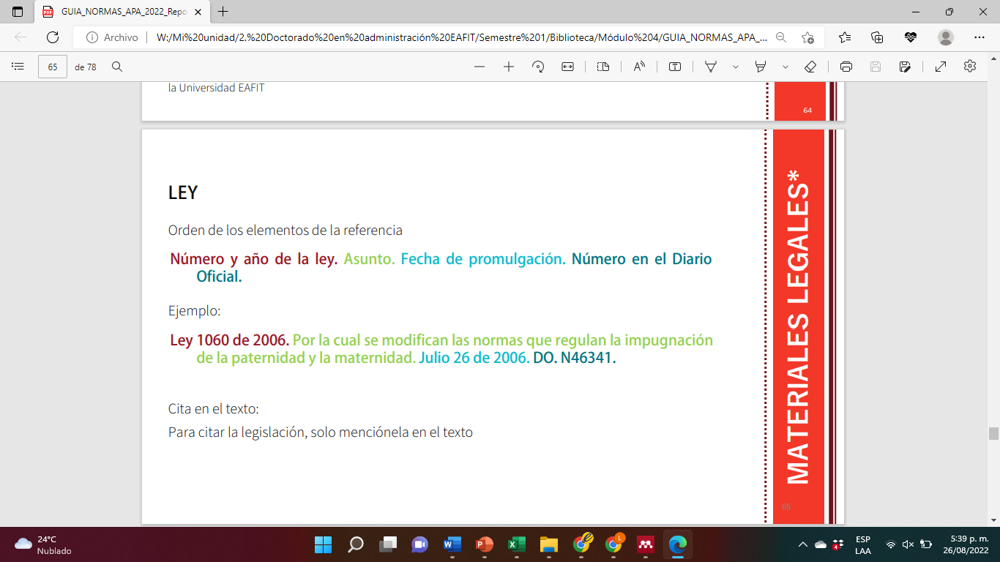 GUIA_NORMAS_APA_2022_Repo
Archivo
W:/Mi%20unidad/2.%20Doctorado%20en%20administración%20EAFIT/Semestre%201/Biblioteca/Módulo%204/GUIA_NORMAS_APA_...
65
de 78
la Universidad EAFIT
64
LEY
Orden de los elementos de la referencia
Número y año de la ley. Asunto. Fecha de promulgación. Número en el Diario
Oficial.
Ejemplo:
Ley 1060 de 2006. Por la cual se modifican las normas que regulan la impugnación
de la paternidad y la maternidad. Julio 26 de 2006. DO. N46341.
Cita en el texto:
Para citar la legislación, solo menciónela en el texto
MATERIALES LEGALES*
65
24°C
Nublado
ESP
LAA
5:39 p. m.
26/08/2022